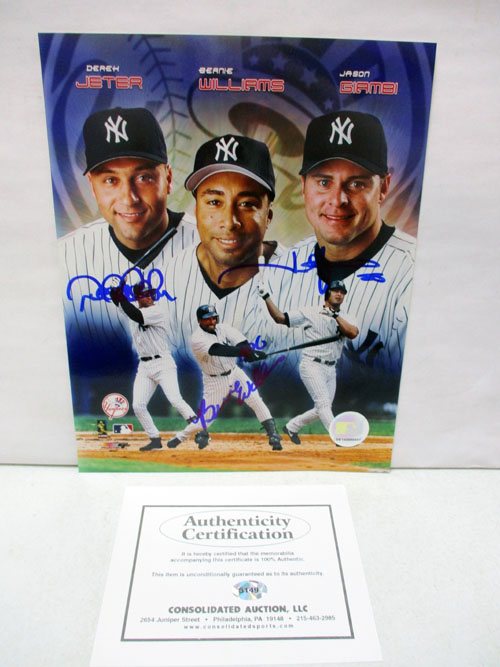 DEREK
JETER
BERNIE
WILLIAMS
JASON
GIAMBI
Authenticity
Certification
It is hereby certified that the memorabilia
accompanying this certificate is 100% Authentic.
This item is unconditionally guaranteed as to its authenticity.
5149
CONSOLIDATED AUCTION, LLC
2654 Juniper Street • Philadelphia, PA 19148 • 215-463-2985
www.consolidatedsports.com